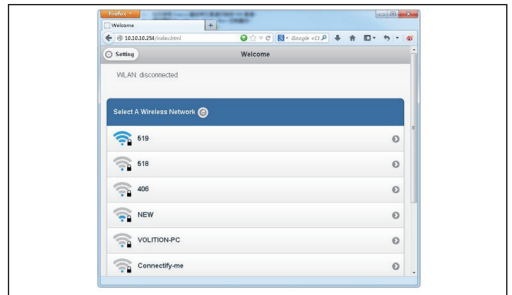 Firefox
Welcome
10.10.10.254/index.html
Google
Setting
Welcome
WLAN: disconnected
Select A Wireless Network
519
518
406
NEW
VOLITION-PC
Connectify-me